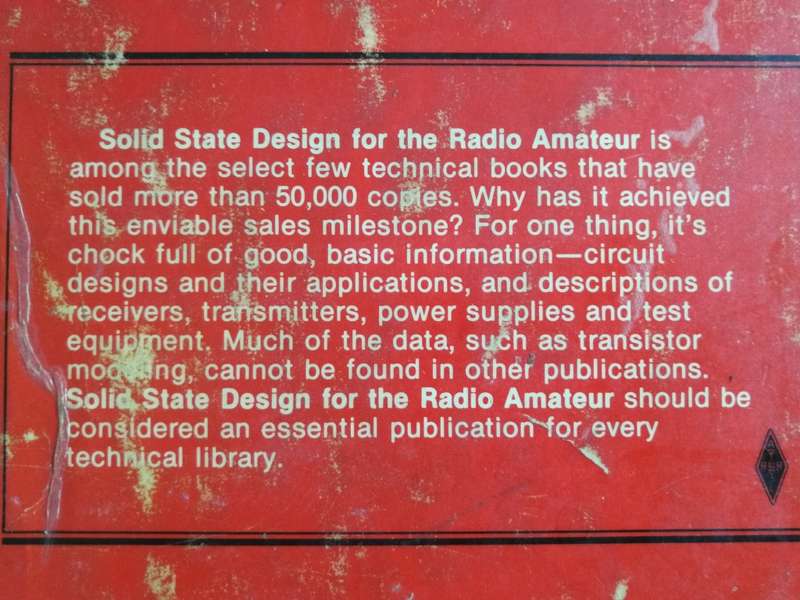 Solid State Design for the Radio Amateur is
among the select few technical books that have
sold more than 50,000 copies. Why has it achieved
this enviable sales milestone? For one thing, it's
chock full of good, basic information—circuit
designs and their applications, and descriptions of
receivers, transmitters, power supplies and test
equipment. Much of the data, such as transistor
modeling, cannot be found in other publications.
Solid State Design for the Radio Amateur should be
considered an essential publication for every
technical library.